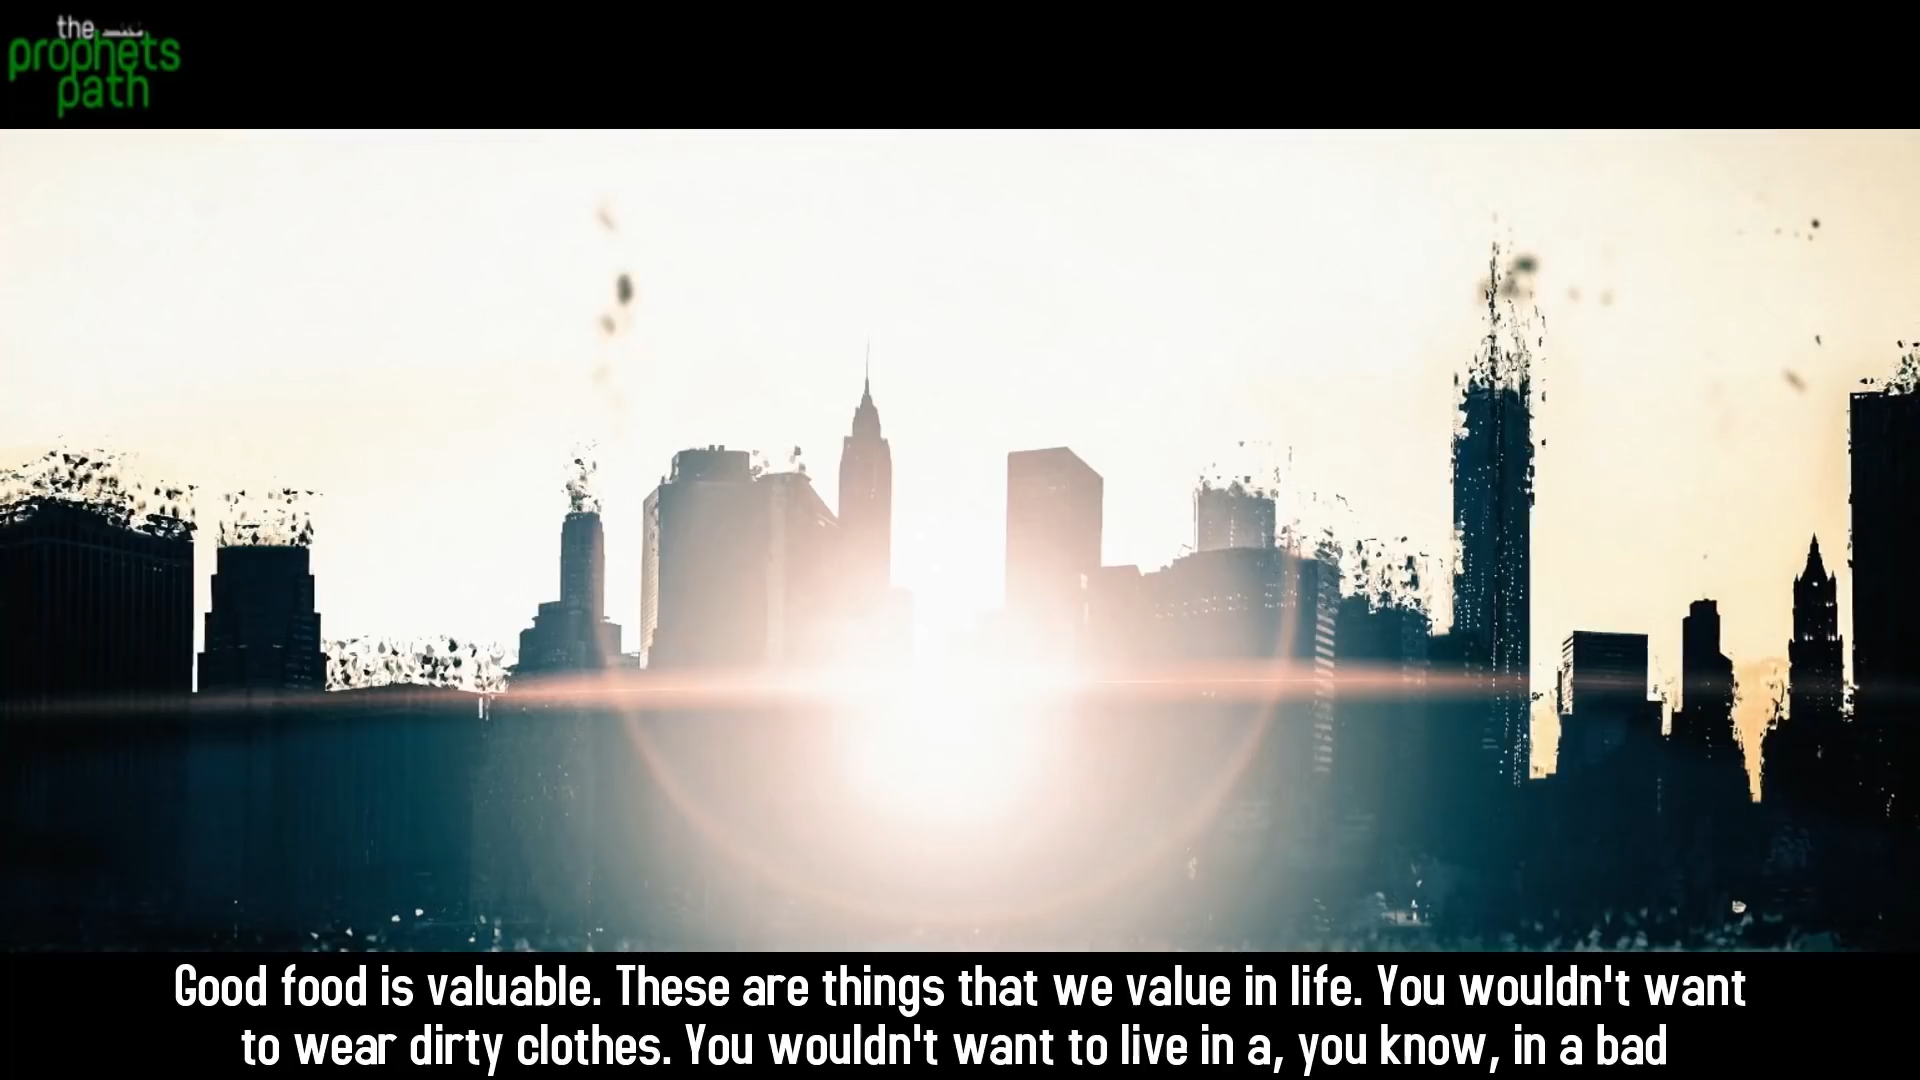 the
prophets
path
Good food is valuable. These are things that we value in life. You wouldn't want
to wear dirty clothes. You wouldn't want to live in a, you know, in a bad